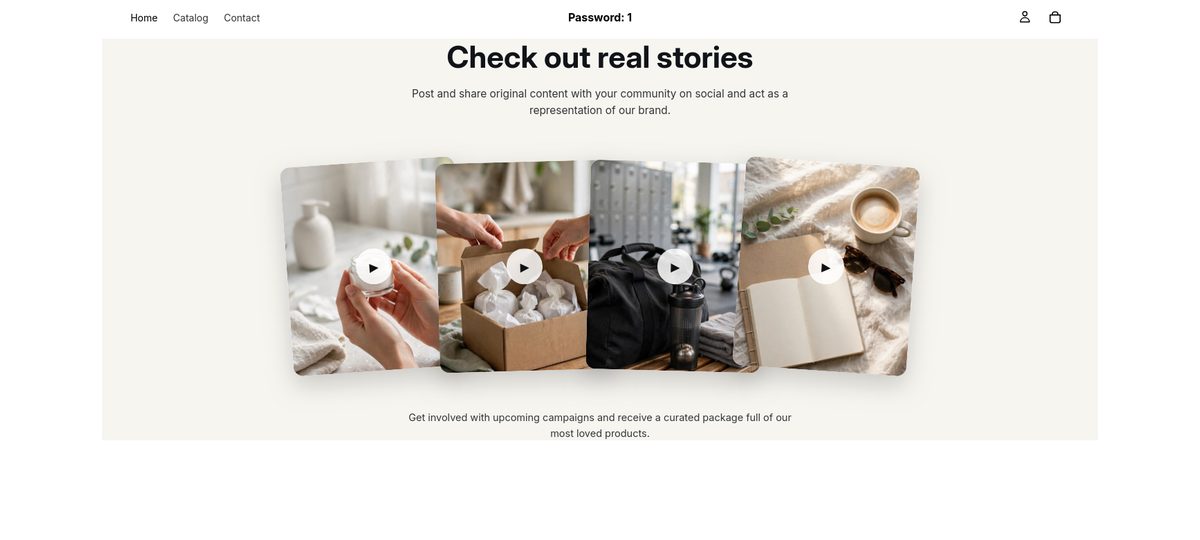 Home Catalog Contact Password: 1
Check out real stories
Post and share original content with your community on social and act as a
representation of our brand.
Get involved with upcoming campaigns and receive a curated package full of our
most loved products.